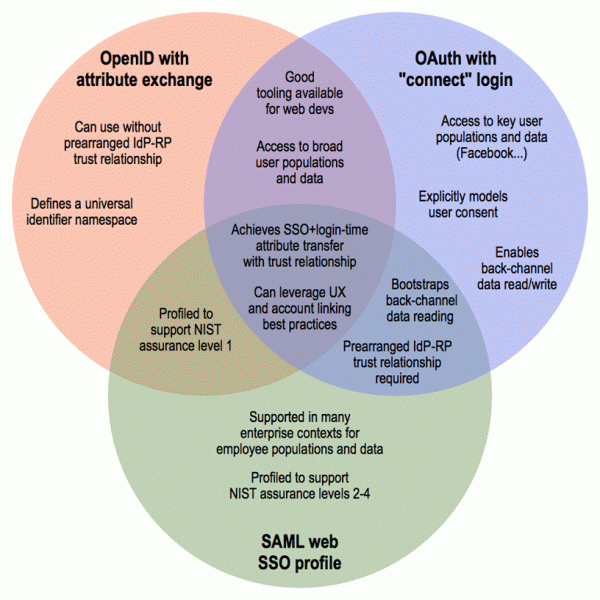 OpenID with
attribute exchange
OAuth with
"connect" login
Good
tooling available
for web devs
Can use without
prearranged IdP-RP
trust relationship
Access to key user
populations and data
(Facebook...)
Access to broad
user populations
and data
Defines a universal
identifier namespace
Explicitly models
user consent
Achieves SSO+login-time
attribute transfer
with trust relationship
Enables
back-channel
data read/write
Bootstraps
back-channel
data reading
Can leverage UX
and account linking
best practices
Profiled to
support NIST
assurance level 1
Prearranged IdP-RP
trust relationship
required
Supported in many
enterprise contexts for
employee populations and data
Profiled to support
NIST assurance levels 2-4
SAML web
SSO profile